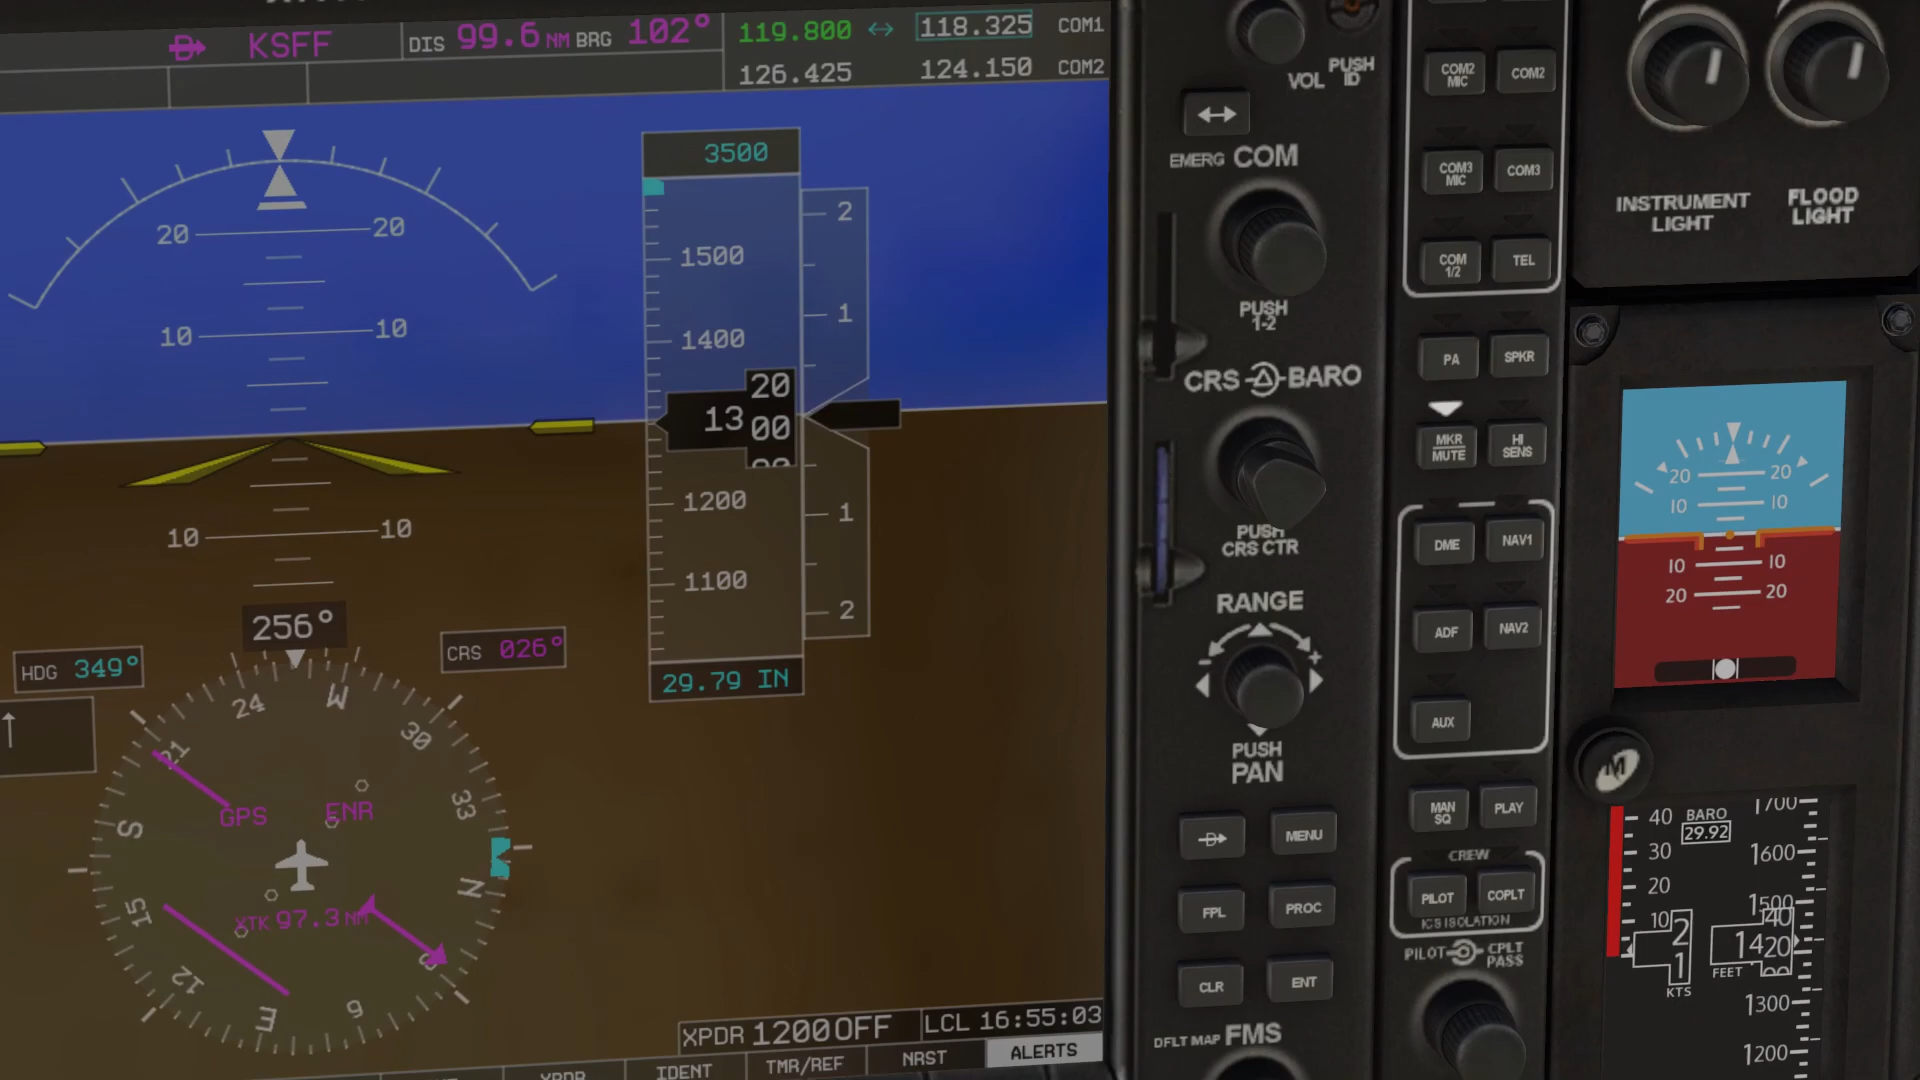 KSFF
DIS 99.6 NM BRG 102°
119.800 ↔ 118.325 COM1
126.425 124.150 COM2
3500
20 20
10 10
10 10
1500
1400
13
20
00
1200
1100
29.79 IN
2
1
1
2
256°
HDG 349°
CRS 026°
24
W
30
33
N
6
E
12
15
S
21
GPS ENR
XTK 97.3 NM
XPDR 1200 OFF
LCL 16:55:03
IDENT
TMR/REF
NRST
ALERTS
VOL
PUSH
ID
EMERG COM
PUSH
1-2
CRS BARO
PUSH
CRS CTR
RANGE
- +
PUSH
PAN
MENU
FPL
PROC
CLR
ENT
DFLT MAP FMS
COM2
MIC
COM2
COM3
MIC
COM3
COM
1/2
TEL
PA
SPKR
MKR
MUTE
HI
SENS
DME
NAV1
ADF
NAV2
AUX
MAN
SQ
PLAY
CREW
PILOT
COPLT
ICS ISOLATION
PILOT CPLT
PASS
INSTRUMENT
LIGHT
FLOOD
LIGHT
20 20
10 10
10 10
20 20
M
40
30
20
10
2
1
KTS
BARO
29.92
1700
1600
1500
40
1420
FEET
1300
1200